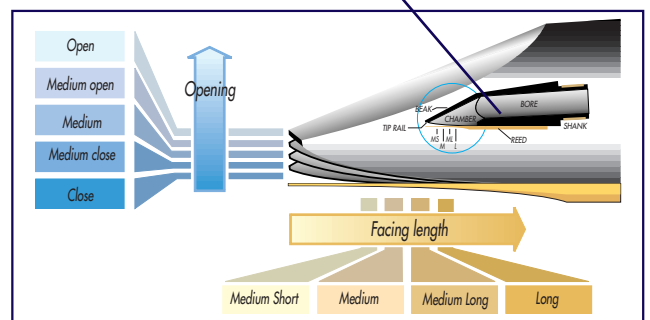 Open
Medium open
Medium
Medium close
Close
Opening
BEAK
CHAMBER
BORE
TIP RAIL
SHANK
REED
MS ML
M L
Facing length
Medium Short
Medium
Medium Long
Long